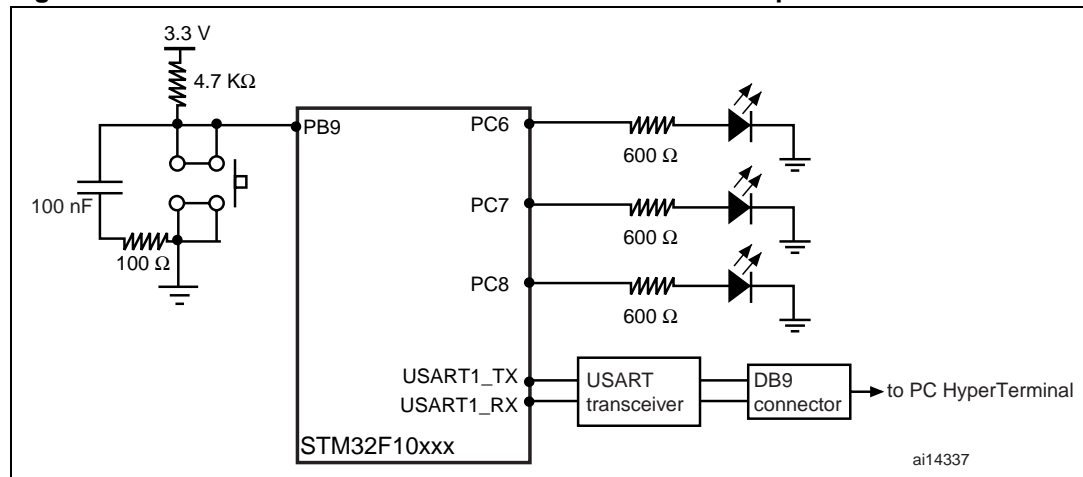 3.3 V
4.7 KΩ
PB9
PC6
600 Ω
100 nF
PC7
600 Ω
100 Ω
PC8
600 Ω
USART1_TX
USART1_RX
USART
transceiver
DB9
connector
to PC HyperTerminal
STM32F10xxx
ai14337